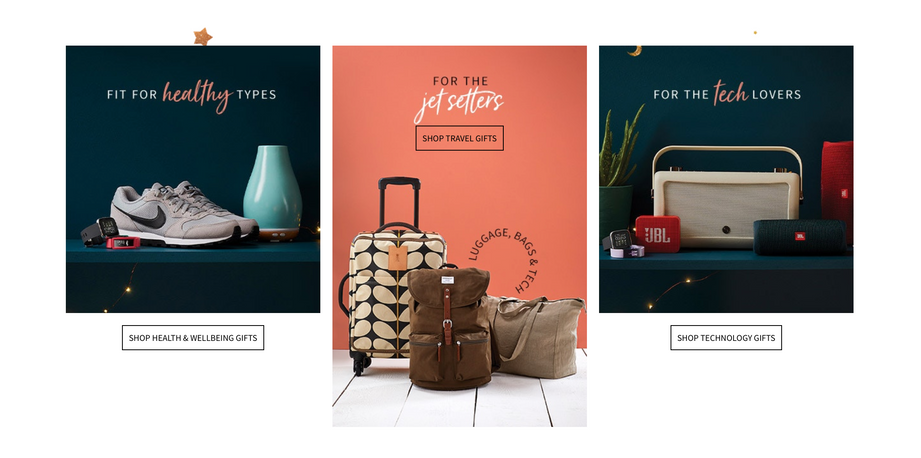 FIT FOR healthy TYPES
SHOP HEALTH & WELLBEING GIFTS
FOR THE
jet setters
SHOP TRAVEL GIFTS
LUGGAGE, BAGS & TECH
FOR THE tech LOVERS
JBL
SHOP TECHNOLOGY GIFTS